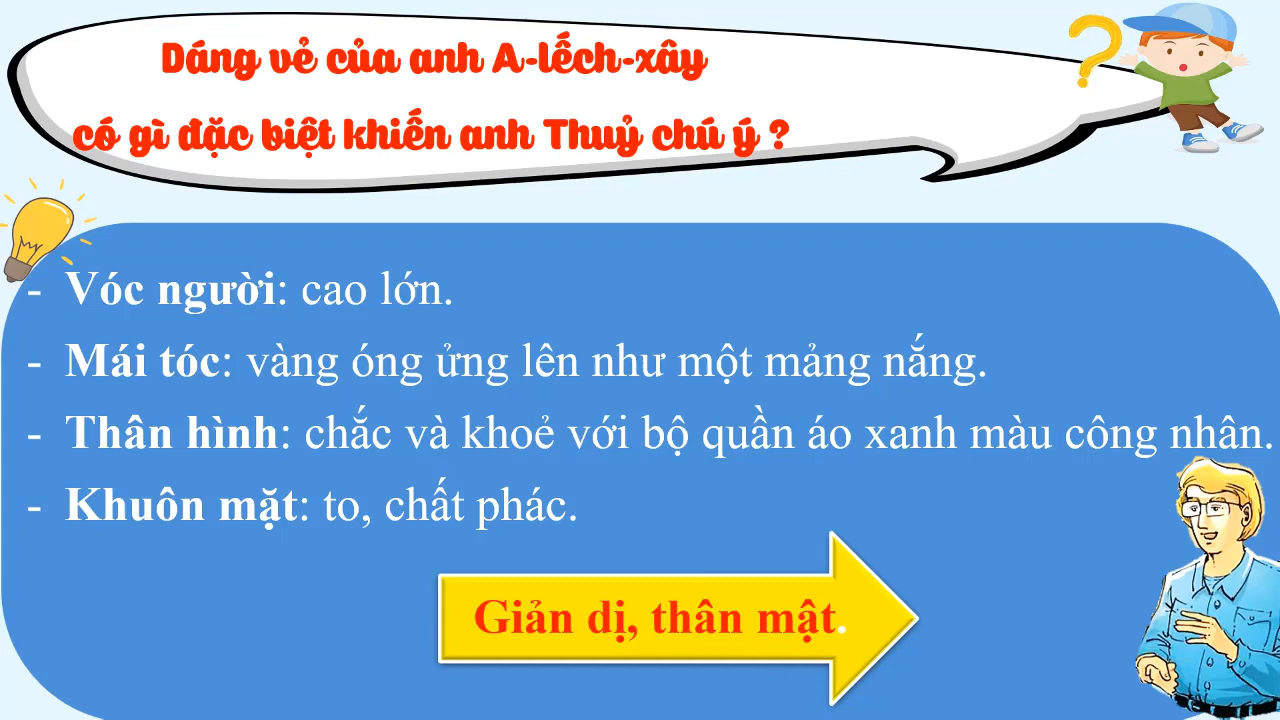 Dáng vẻ của anh A-lếch-xây
có gì đặc biệt khiến anh Thuỷ chú ý ?
?
- Vóc người: cao lớn.
- Mái tóc: vàng óng ửng lên như một mảng nắng.
- Thân hình: chắc và khoẻ với bộ quần áo xanh màu công nhân.
- Khuôn mặt: to, chất phác.
Giản dị, thân mật.